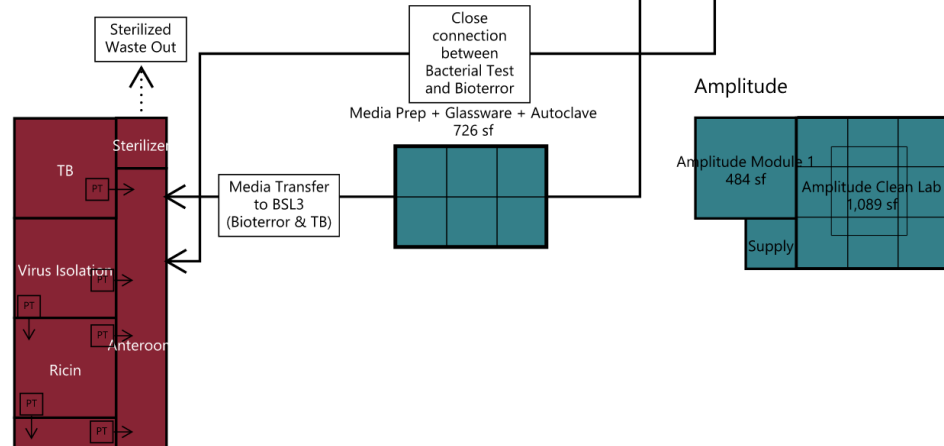 Sterilized
Waste Out
Close
connection
between
Bacterial Test
and Bioterror
Amplitude
Media Prep + Glassware + Autoclave
726 sf
Sterilizer
TB
PT
Media Transfer
to BSL3
(Bioterror & TB)
Amplitude Module 1
484 sf
Amplitude Clean Lab
1,089 sf
Supply
Virus Isolation
PT
PT
PT
Anteroom
Ricin
PT
PT